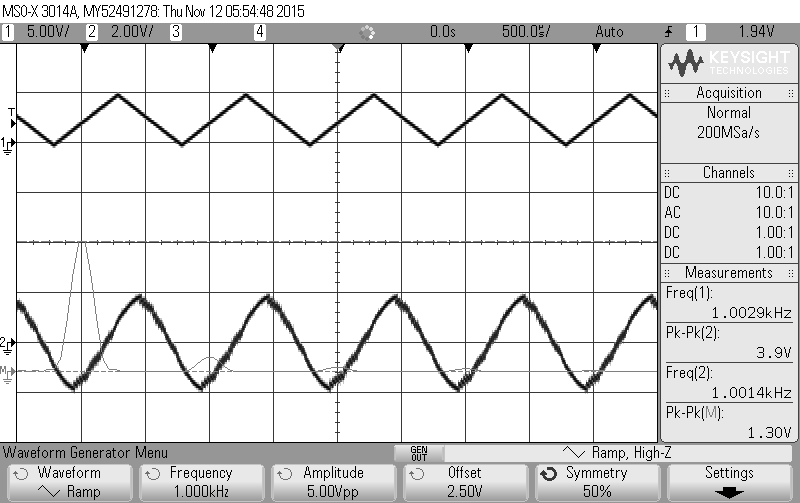 MSO-X 3014A, MY52491278: Thu Nov 12 05:54:48 2015
1 5.00V/ 2 2.00V/ 3 4 0.0s 500.0us/ Auto 1 1.94V
KEYSIGHT
TECHNOLOGIES
Acquisition
Normal
200MSa/s
Channels
DC 10.0:1
AC 10.0:1
DC 1.00:1
DC 1.00:1
Measurements
Freq(1):
1.0029kHz
Pk-Pk(2):
3.9V
Freq(2):
1.0014kHz
Pk-Pk(M):
1.30V
T
1
2
M
Waveform Generator Menu
GEN
OUT
Ramp, High-Z
Waveform
Ramp
Frequency
1.000kHz
Amplitude
5.00Vpp
Offset
2.50V
Symmetry
50%
Settings